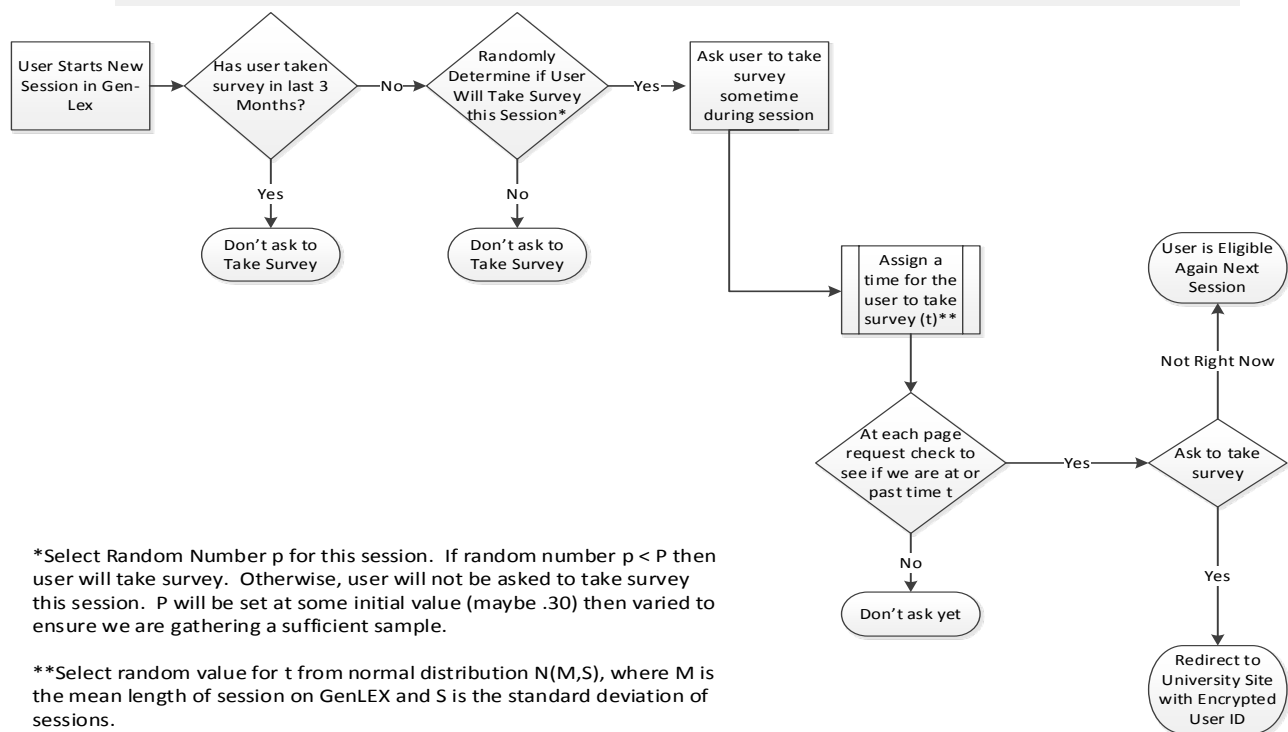 User Starts New
Session in Gen-
Lex
Has user taken
survey in last 3
Months?
No
Randomly
Determine if User
Will Take Survey
this Session*
Yes
Ask user to take
survey
sometime
during session
Yes
No
Don't ask to
Take Survey
Don't ask to
Take Survey
Assign a
time for the
user to take
survey (t)**
User is Eligible
Again Next
Session
Not Right Now
At each page
request check to
see if we are at or
past time t
Yes
Ask to take
survey
No
Yes
Don't ask yet
Redirect to
University Site
with Encrypted
User ID
*Select Random Number p for this session.  If random number p < P then
user will take survey.  Otherwise, user will not be asked to take survey
this session.  P will be set at some initial value (maybe .30) then varied to
ensure we are gathering a sufficient sample.
**Select random value for t from normal distribution N(M,S), where M is
the mean length of session on GenLEX and S is the standard deviation of
sessions.